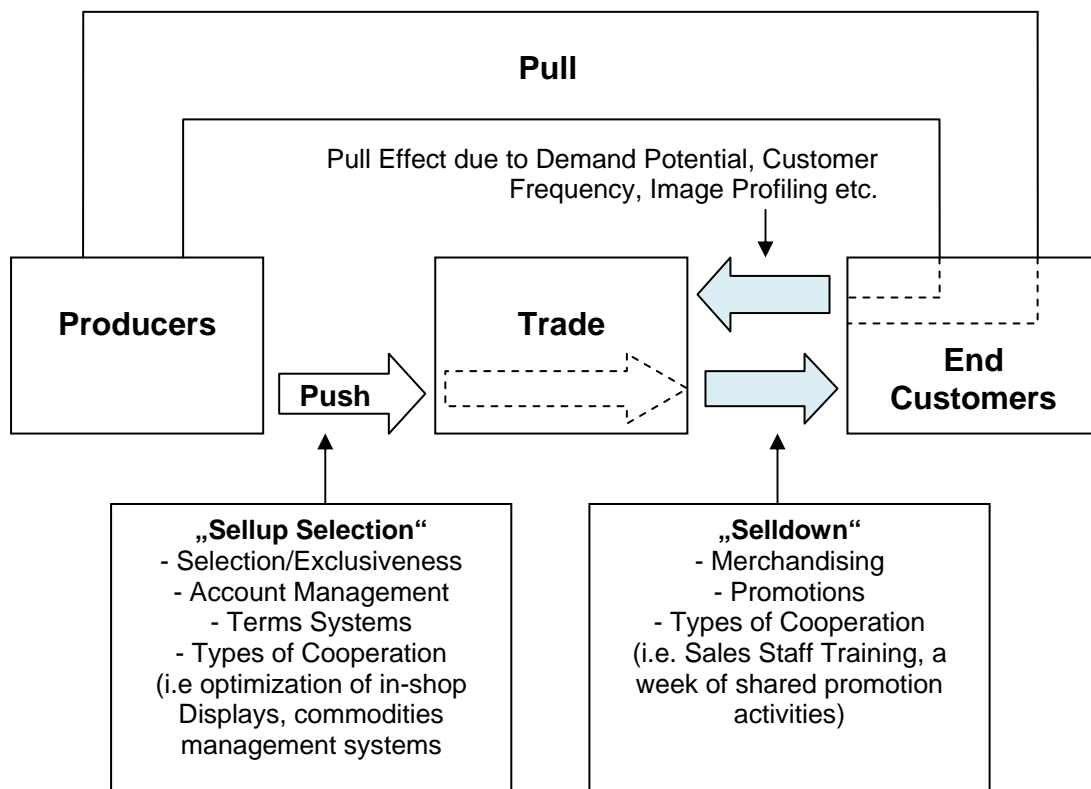 Pull
Pull Effect due to Demand Potential, Customer
Frequency, Image Profiling etc.
Producers
Trade
End
Customers
Push
„Sellup Selection“
- Selection/Exclusiveness
- Account Management
- Terms Systems
- Types of Cooperation
(i.e optimization of in-shop
Displays, commodities
management systems
„Selldown“
- Merchandising
- Promotions
- Types of Cooperation
(i.e. Sales Staff Training, a
week of shared promotion
activities)